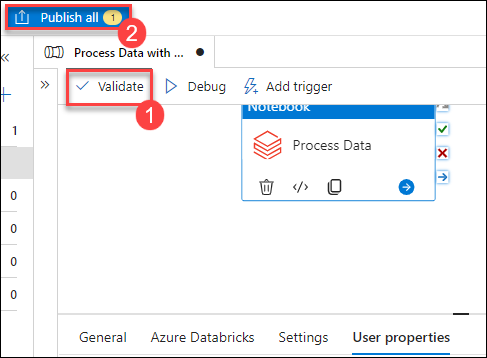 Publish all 1
2
Process Data with ...
Validate Debug Add trigger
1
Notebook
1
Process Data
0
0
0
0
General Azure Databricks Settings User properties